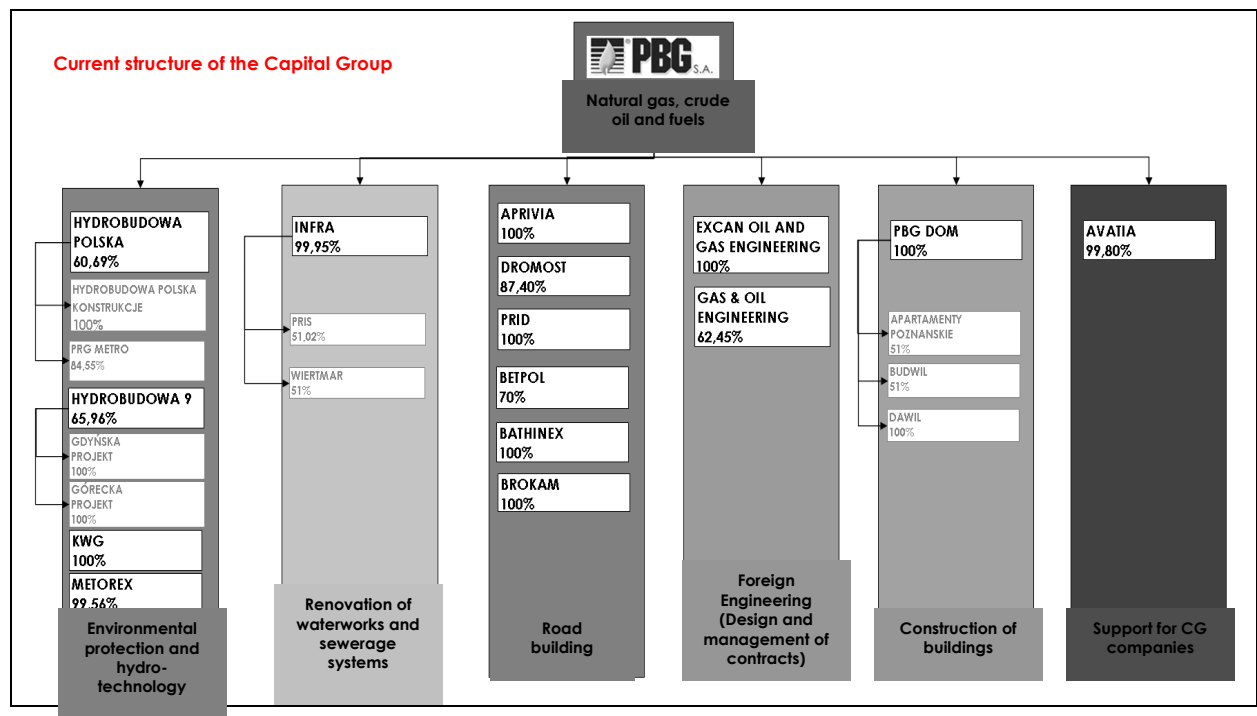 Current structure of the Capital Group
PBG S.A.
Natural gas, crude
oil and fuels
HYDROBUDOWA
POLSKA
60,69%
HYDROBUDOWA POLSKA
KONSTRUKCJE
100%
PRG METRO
84,55%
HYDROBUDOWA 9
65,96%
GDYŃSKA
PROJEKT
100%
GÓRECKA
PROJEKT
100%
KWG
100%
METOREX
99,56%
Environmental
protection and
hydro-
technology
INFRA
99,95%
PRIS
51,02%
WIERTMAR
51%
Renovation of
waterworks and
sewerage
systems
APRIVIA
100%
DROMOST
87,40%
PRID
100%
BETPOL
70%
BATHINEX
100%
BROKAM
100%
Road
building
EXCAN OIL AND
GAS ENGINEERING
100%
GAS & OIL
ENGINEERING
62,45%
Foreign
Engineering
(Design and
management of
contracts)
PBG DOM
100%
APARTAMENTY
POZNANSKIE
51%
BUDWIL
51%
DAWIL
100%
Construction of
buildings
AVATIA
99,80%
Support for CG
companies